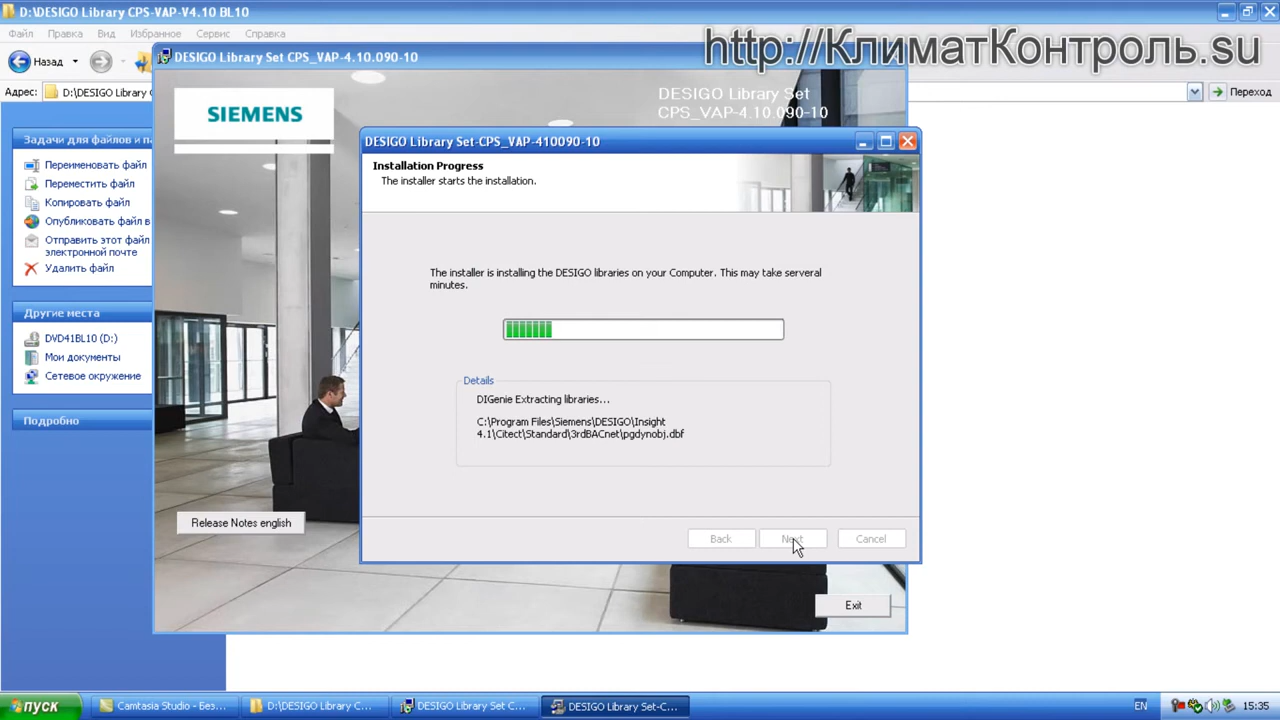 D:\DESIGO Library CPS-VAP-V4.10 BL10
http://КлиматКонтроль.su
Файл Правка Вид Избранное Сервис Справка
Назад
Адрес: D:\DESIGO Library Переход
DESIGO Library Set CPS_VAP-4.10.090-10
SIEMENS
DESIGO Library Set
CPS_VAP-4.10.090-10
Задачи для файлов и па
Переименовать файл
Переместить файл
Копировать файл
Опубликовать файл в
Отправить этот файл
электронной почте
Удалить файл
Другие места
DVD41BL10 (D:)
Мои документы
Сетевое окружение
Подробно
DESIGO Library Set-CPS_VAP-410090-10
Installation Progress
The installer starts the installation.
The installer is installing the DESIGO libraries on your Computer. This may take serveral
minutes.
Details
DIGenie Extracting libraries...
C:\Program Files\Siemens\DESIGO\Insight
4.1\Citect\Standard\3rdBACnet\pgdynobj.dbf
Back Next Cancel
Release Notes english
Exit
пуск Camtasia Studio - Без... D:\DESIGO Library C... DESIGO Library Set C... DESIGO Library Set-C... EN 15:35